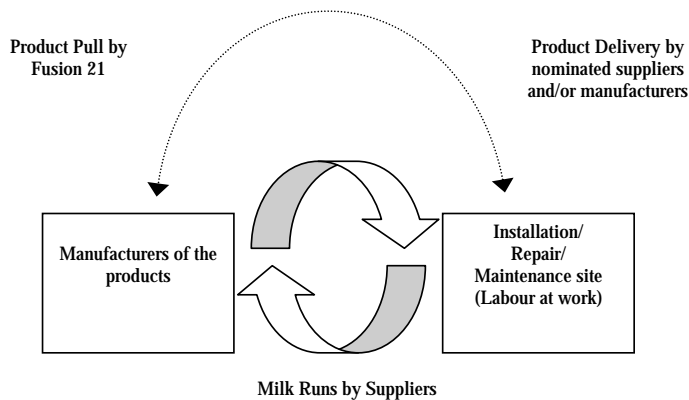 Product Pull by
Fusion 21
Product Delivery by
nominated suppliers
and/or manufacturers
Manufacturers of the
products
Installation/
Repair/
Maintenance site
(Labour at work)
Milk Runs by Suppliers